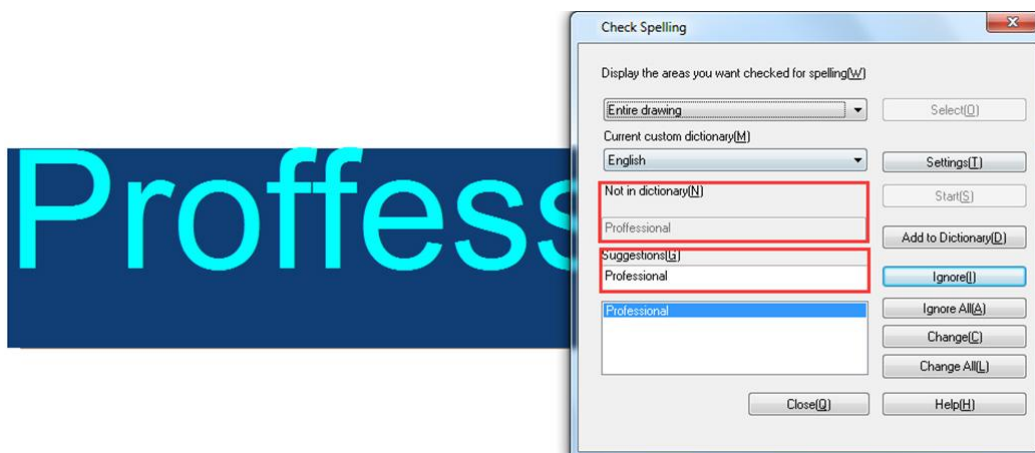 Proffess
Check Spelling
Display the areas you want checked for spelling(W)
Entire drawing
Select(O)
Current custom dictionary(M)
English
Settings(T)
Not in dictionary(N)
Start(S)
Proffessional
Add to Dictionary(D)
Suggestions(G)
Professional
Ignore(I)
Professional
Ignore All(A)
Change(C)
Change All(L)
Close(Q)
Help(H)